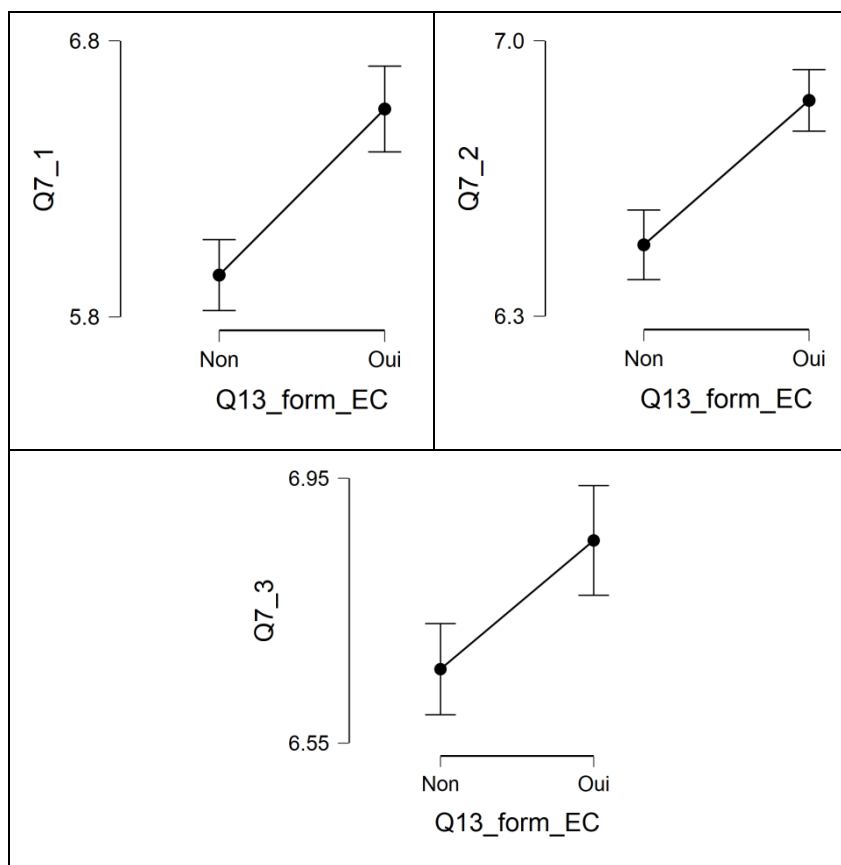 6.8
Q7_1
5.8
Non
Oui
Q13_form_EC
7.0
Q7_2
6.3
Non
Oui
Q13_form_EC
6.95
Q7_3
6.55
Non
Oui
Q13_form_EC